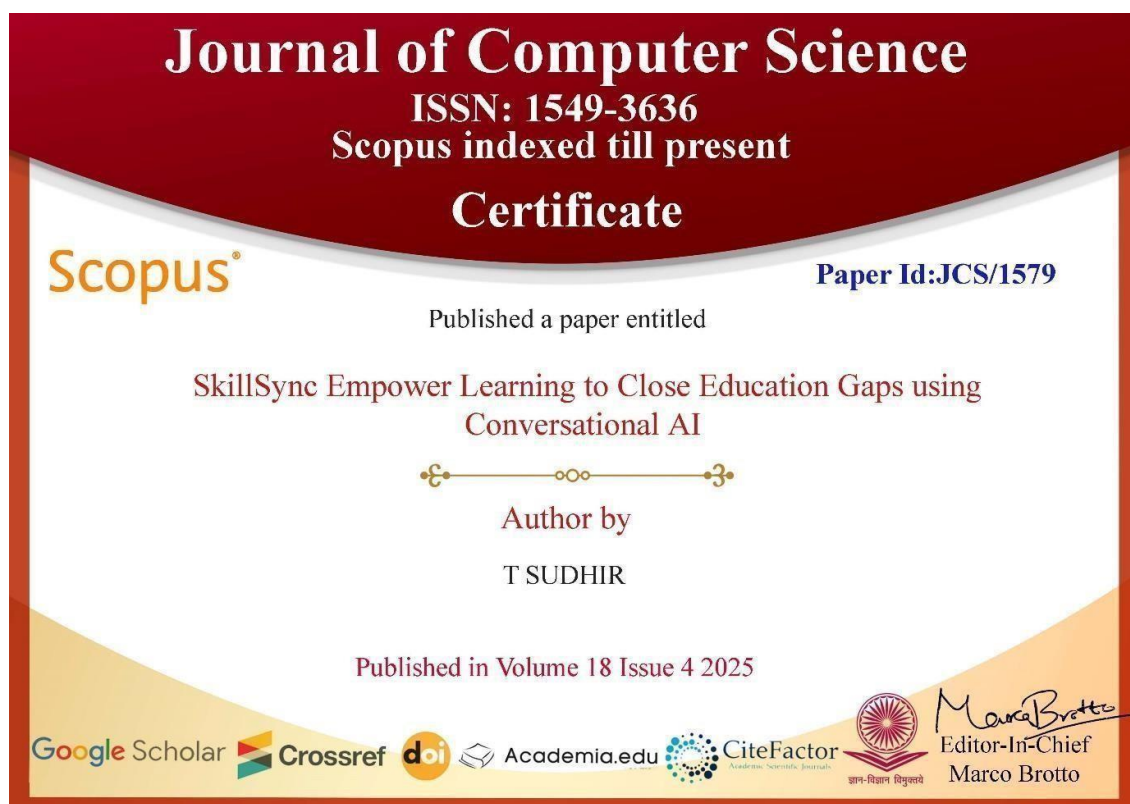 Journal of Computer Science
ISSN: 1549-3636
Scopus indexed till present
Certificate
Scopus®
Paper Id:JCS/1579
Published a paper entitled
SkillSync Empower Learning to Close Education Gaps using
Conversational AI
Author by
T SUDHIR
Published in Volume 18 Issue 4 2025
Google Scholar
Crossref
doi
Academia.edu
CiteFactor
Academic Scientific Journals
ज्ञान-विज्ञान विमुक्तये
Marco Brotto
Editor-In-Chief
Marco Brotto